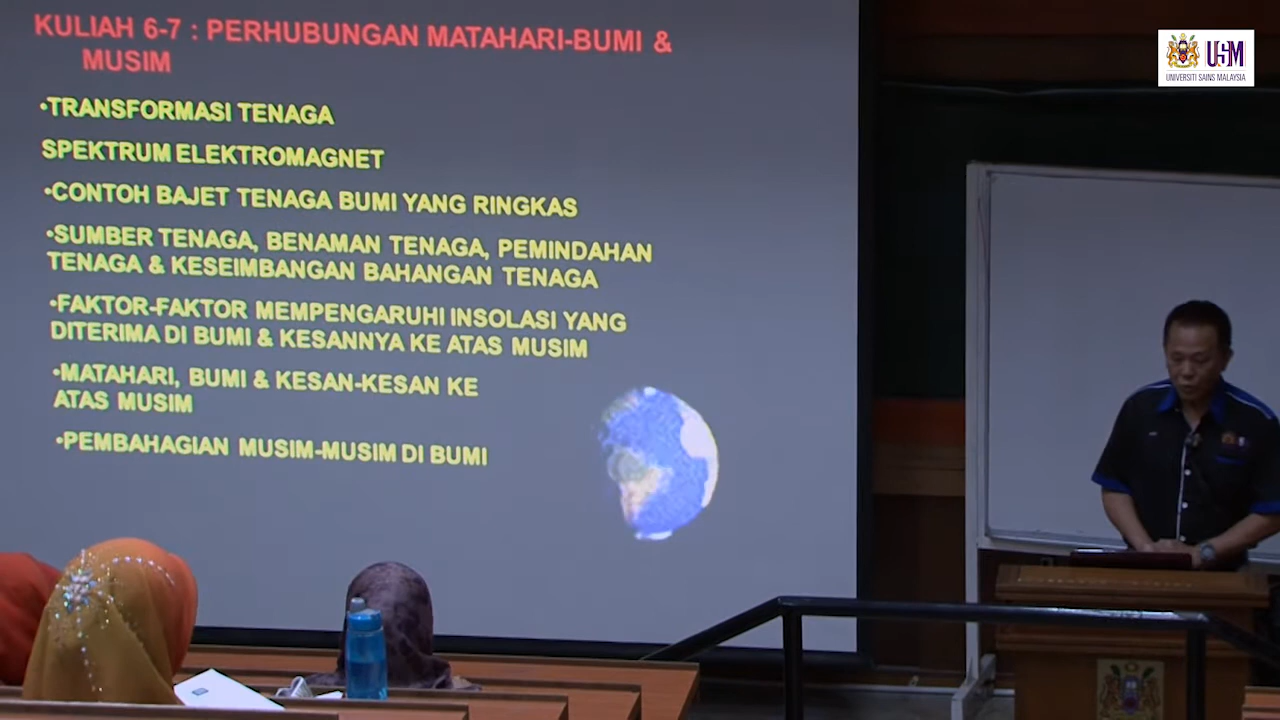 KULIAH 6-7 : PERHUBUNGAN MATAHARI-BUMI &
MUSIM
•TRANSFORMASI TENAGA
SPEKTRUM ELEKTROMAGNET
•CONTOH BAJET TENAGA BUMI YANG RINGKAS
•SUMBER TENAGA, BENAMAN TENAGA, PEMINDAHAN
TENAGA & KESEIMBANGAN BAHANGAN TENAGA
•FAKTOR-FAKTOR MEMPENGARUHI INSOLASI YANG
DITERIMA DI BUMI & KESANNYA KE ATAS MUSIM
•MATAHARI, BUMI & KESAN-KESAN KE
ATAS MUSIM
•PEMBAHAGIAN MUSIM-MUSIM DI BUMI
USM
UNIVERSITI SAINS MALAYSIA